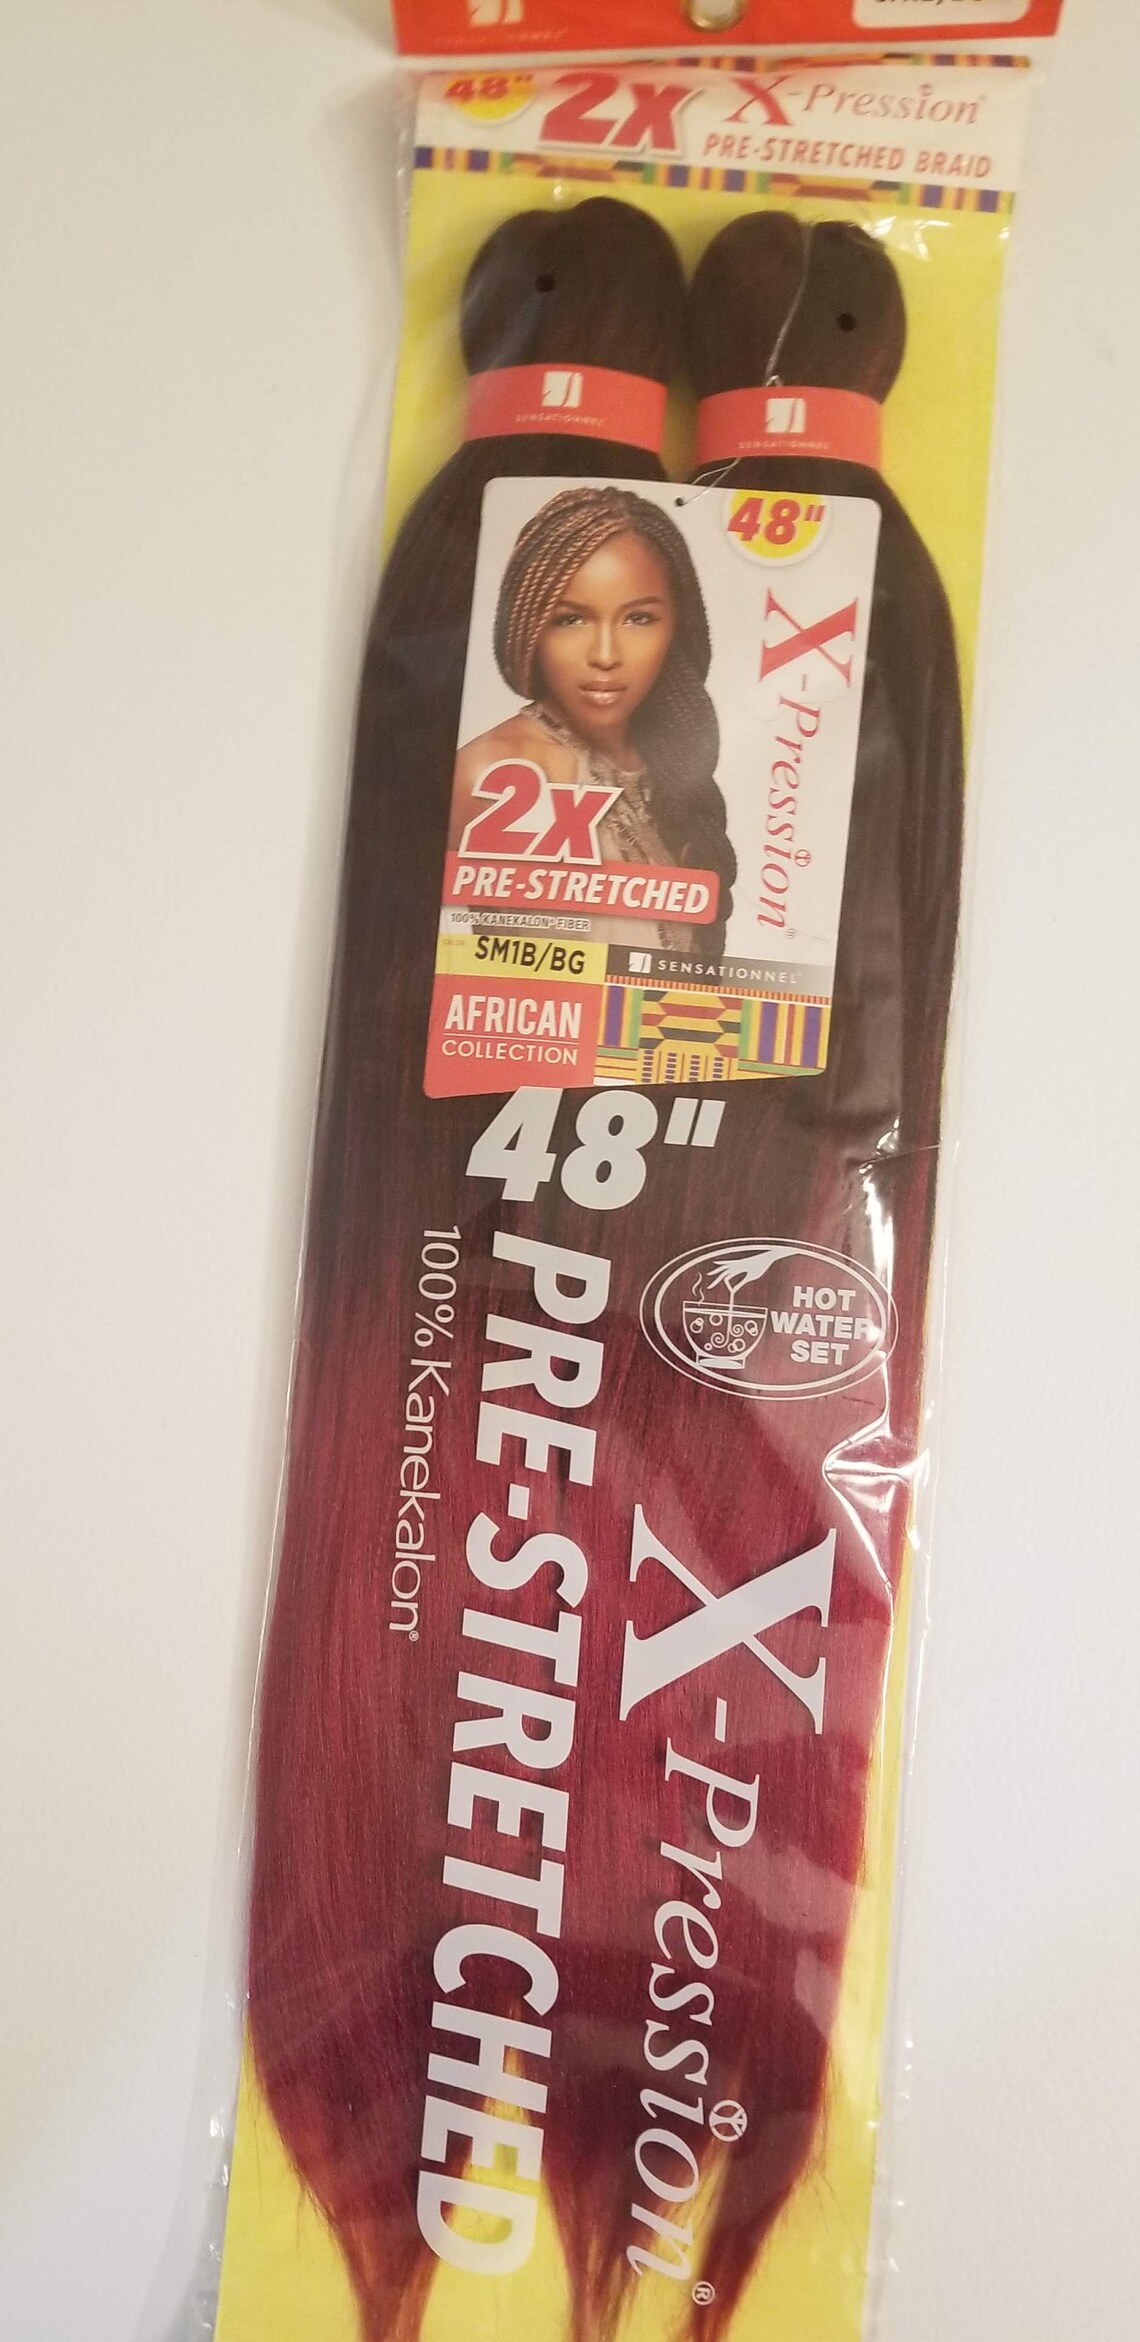 48" 2X X-Pression®
PRE-STRETCHED BRAID
SENSATIONNEL
SENSATIONNEL
48"
X-Pression®
2X
PRE-STRETCHED
100% KANEKALON® FIBER
COLOR SM1B/BG
SENSATIONNEL®
AFRICAN
COLLECTION
48" PRE-STRETCHED
100% Kanekalon®
HOT
WATER
SET
X-Pression®